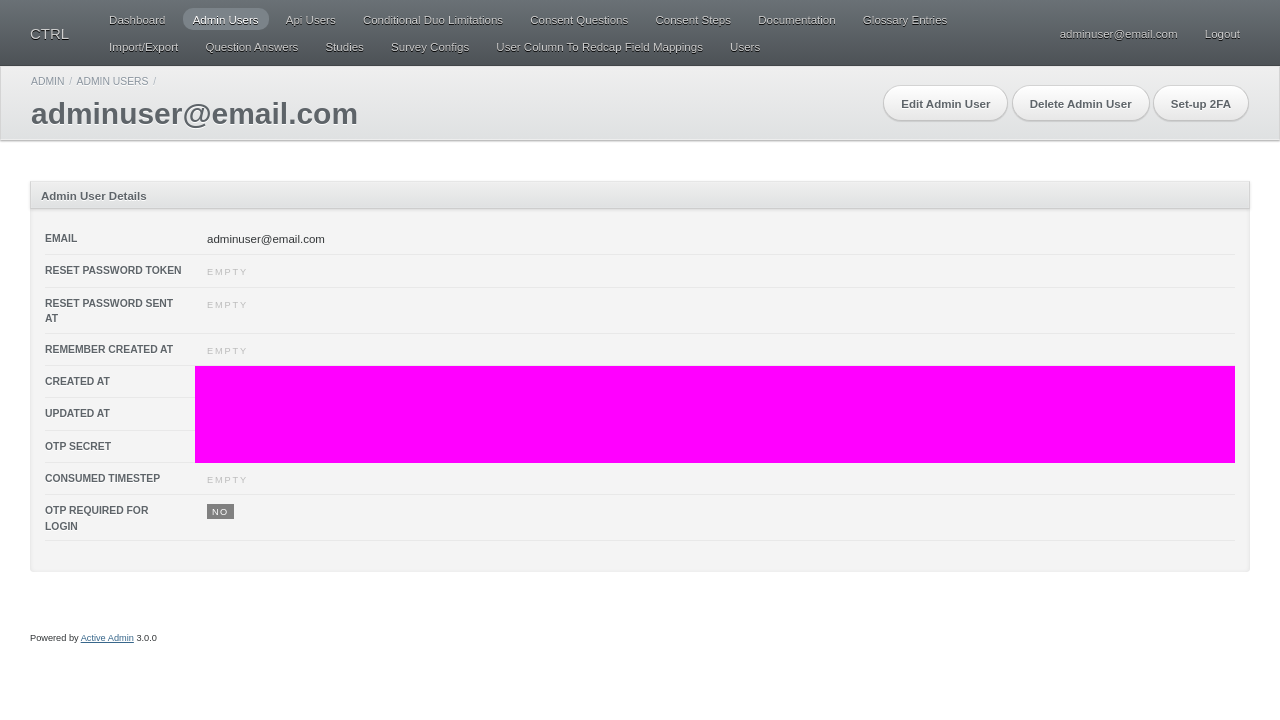 CTRL
Dashboard Admin Users Api Users Conditional Duo Limitations Consent Questions Consent Steps Documentation Glossary Entries
Import/Export Question Answers Studies Survey Configs User Column To Redcap Field Mappings Users
adminuser@email.com Logout
ADMIN / ADMIN USERS /
adminuser@email.com
Edit Admin User Delete Admin User Set-up 2FA
Admin User Details
EMAIL adminuser@email.com
RESET PASSWORD TOKEN EMPTY
RESET PASSWORD SENT EMPTY
AT
REMEMBER CREATED AT EMPTY
CREATED AT
UPDATED AT
OTP SECRET
CONSUMED TIMESTEP EMPTY
OTP REQUIRED FOR NO
LOGIN
Powered by Active Admin 3.0.0